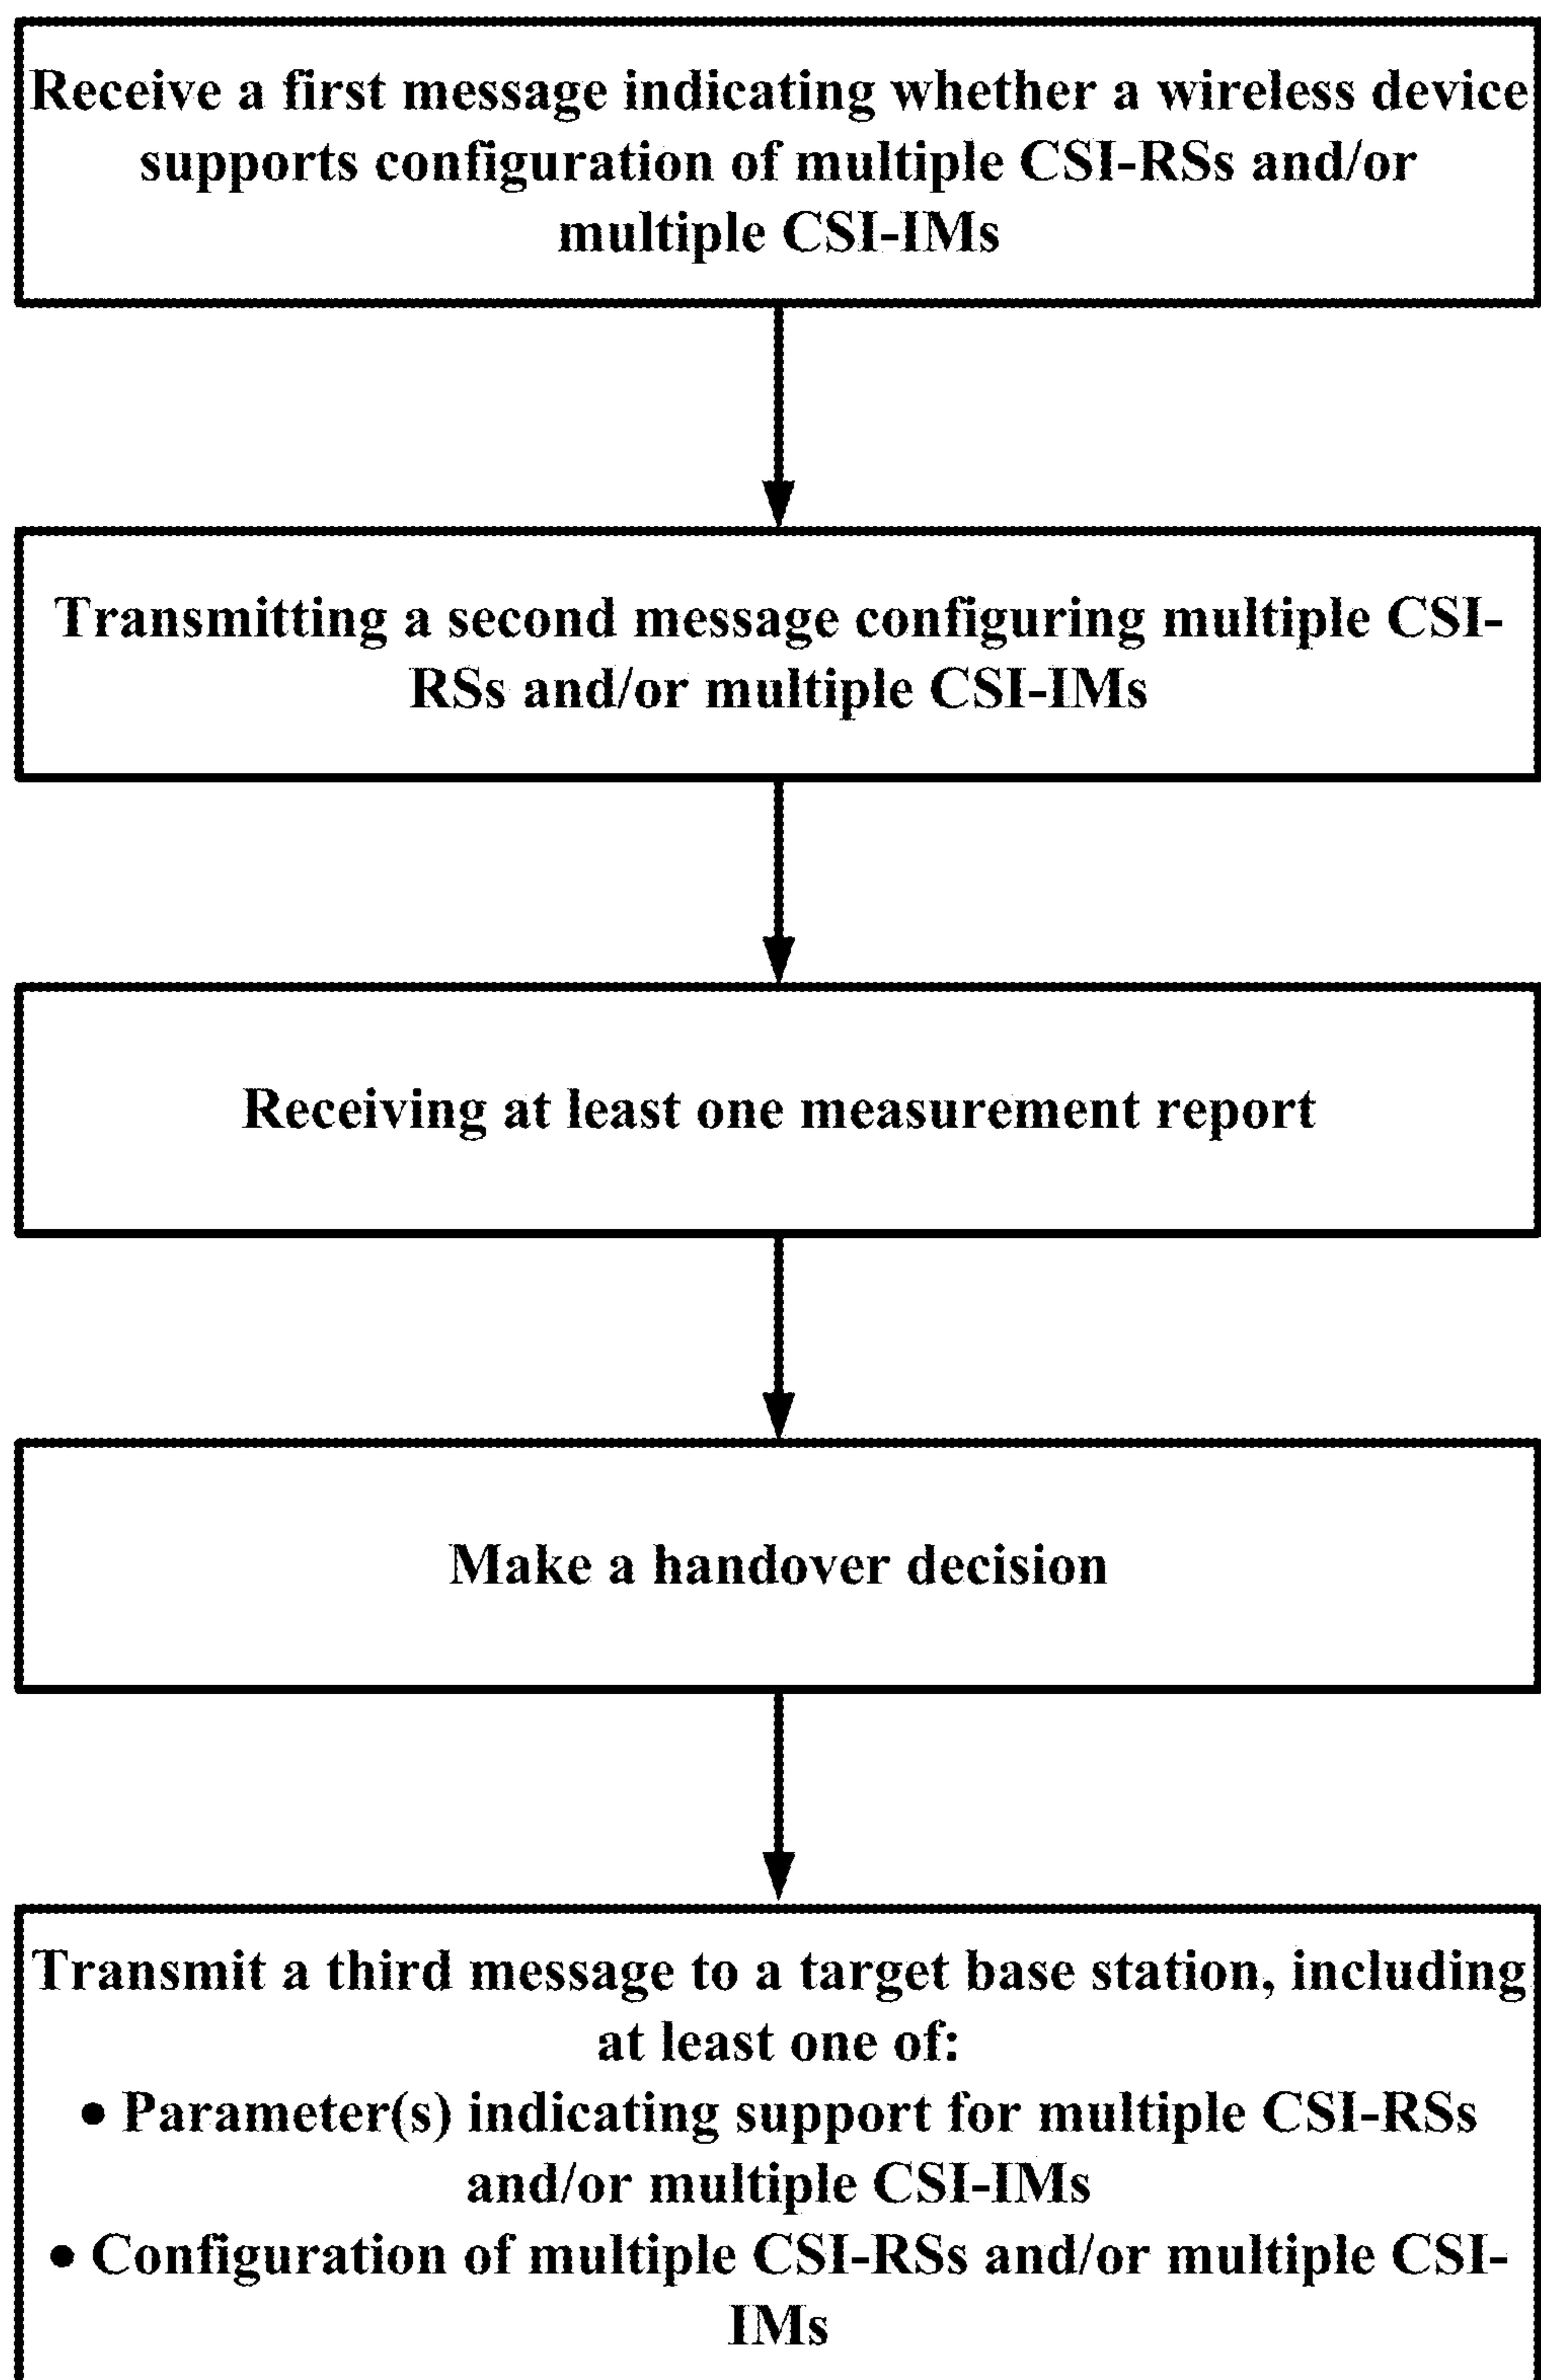 Receive a first message indicating whether a wireless device
supports configuration of multiple CSI-RSs and/or
multiple CSI-IMs
Transmitting a second message configuring multiple CSI-
RSs and/or multiple CSI-IMs
Receiving at least one measurement report
Make a handover decision
Transmit a third message to a target base station, including
at least one of:
• Parameter(s) indicating support for multiple CSI-RSs
and/or multiple CSI-IMs
• Configuration of multiple CSI-RSs and/or multiple CSI-
IMs